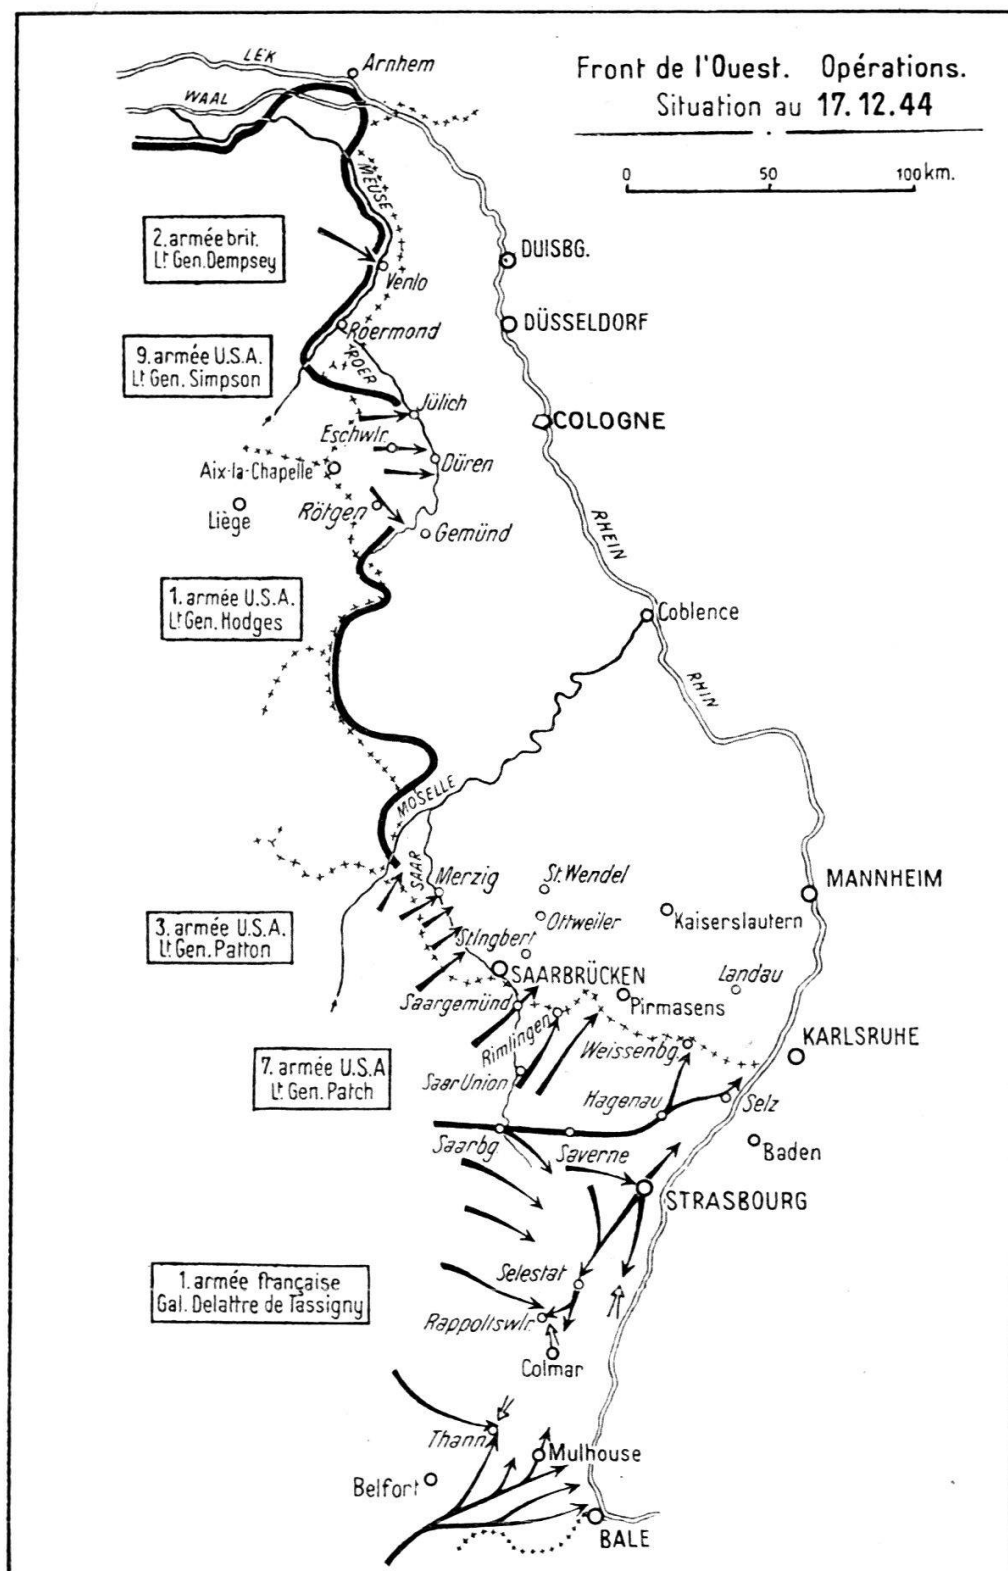 Front de l'Ouest. Opérations.
Situation au 17.12.44
0 50 100 km.
LEK
Arnhem
WAAL
MEUSE
2. armée brit.
Lt Gen. Dempsey
Venlo
DUISBG.
DÜSSELDORF
Roermond
9. armée U.S.A.
Lt Gen. Simpson
ROER
Jülich
COLOGNE
Eschwlr.
Düren
Aix-la-Chapelle
Liège
Rötgen
Gemünd
RHEIN
1. armée U.S.A.
Lt Gen. Hodges
Coblence
RHIN
MOSELLE
SAAR
Merzig
St. Wendel
MANNHEIM
Ottweiler
Kaiserslautern
3. armée U.S.A.
Lt Gen. Patton
St Ingbert
SAARBRÜCKEN
Landau
Saargemünd
Pirmasens
Rimlingen
Weissenbg.
KARLSRUHE
7. armée U.S.A
Lt Gen. Patch
Saar Union
Hagenau
Selz
Saarbg
Saverne
Baden
STRASBOURG
1. armée française
Gal. Delattre de Tassigny
Selestat
Rappoltswlr.
Colmar
Thann
Mulhouse
Belfort
BALE